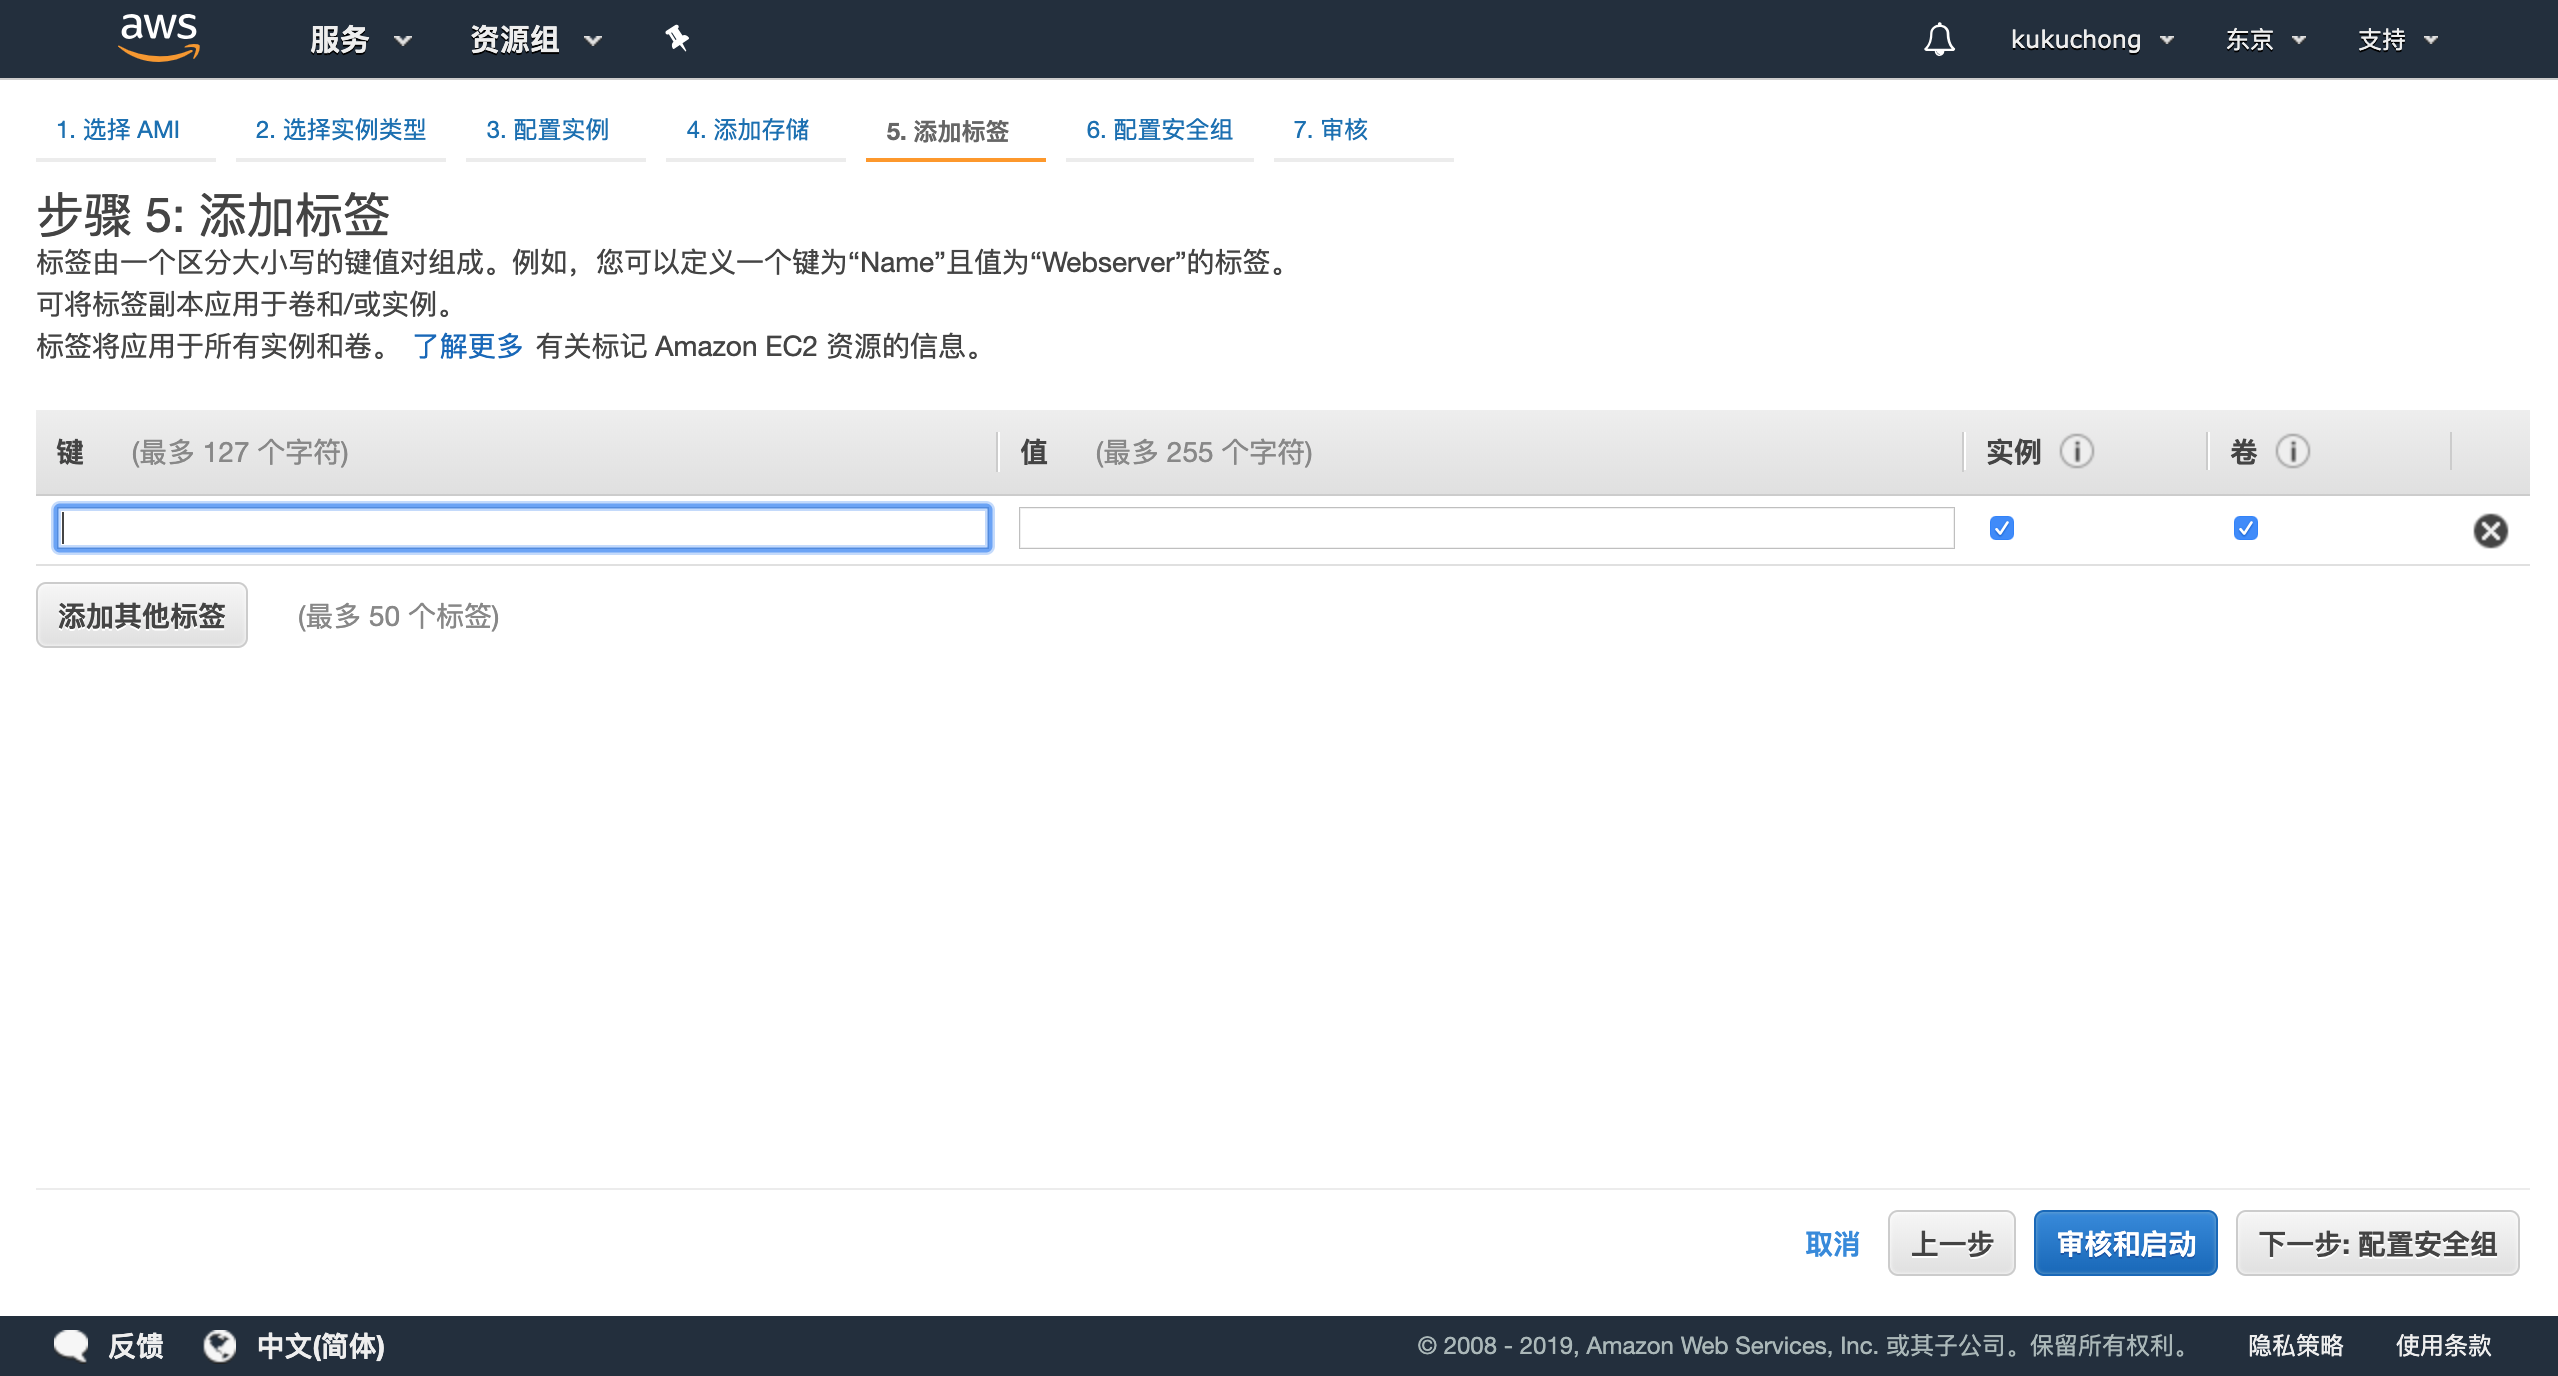 aws 服务 资源组 kukuchong 东京 支持
1. 选择 AMI 2. 选择实例类型 3. 配置实例 4. 添加存储 5. 添加标签 6. 配置安全组 7. 审核
步骤 5: 添加标签
标签由一个区分大小写的键值对组成。例如，您可以定义一个键为“Name”且值为“Webserver”的标签。
可将标签副本应用于卷和/或实例。
标签将应用于所有实例和卷。 了解更多 有关标记 Amazon EC2 资源的信息。
键 (最多 127 个字符) 值 (最多 255 个字符) 实例 卷
添加其他标签 (最多 50 个标签)
取消 上一步 审核和启动 下一步: 配置安全组
反馈 中文(简体) © 2008 - 2019, Amazon Web Services, Inc. 或其子公司。保留所有权利。 隐私策略 使用条款